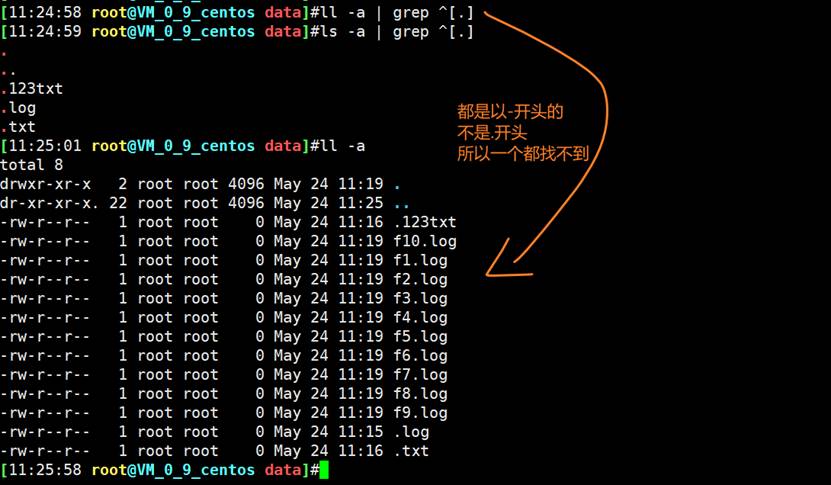 [11:24:58 root@VM_0_9_centos data]#ll -a | grep ^[.]
[11:24:59 root@VM_0_9_centos data]#ls -a | grep ^[.]
.
..
.123txt
.log
.txt
都是以-开头的
不是.开头
所以一个都找不到
[11:25:01 root@VM_0_9_centos data]#ll -a
total 8
drwxr-xr-x   2 root root 4096 May 24 11:19 .
dr-xr-xr-x. 22 root root 4096 May 24 11:25 ..
-rw-r--r--   1 root root    0 May 24 11:16 .123txt
-rw-r--r--   1 root root    0 May 24 11:19 f10.log
-rw-r--r--   1 root root    0 May 24 11:19 f1.log
-rw-r--r--   1 root root    0 May 24 11:19 f2.log
-rw-r--r--   1 root root    0 May 24 11:19 f3.log
-rw-r--r--   1 root root    0 May 24 11:19 f4.log
-rw-r--r--   1 root root    0 May 24 11:19 f5.log
-rw-r--r--   1 root root    0 May 24 11:19 f6.log
-rw-r--r--   1 root root    0 May 24 11:19 f7.log
-rw-r--r--   1 root root    0 May 24 11:19 f8.log
-rw-r--r--   1 root root    0 May 24 11:19 f9.log
-rw-r--r--   1 root root    0 May 24 11:15 .log
-rw-r--r--   1 root root    0 May 24 11:16 .txt
[11:25:58 root@VM_0_9_centos data]#